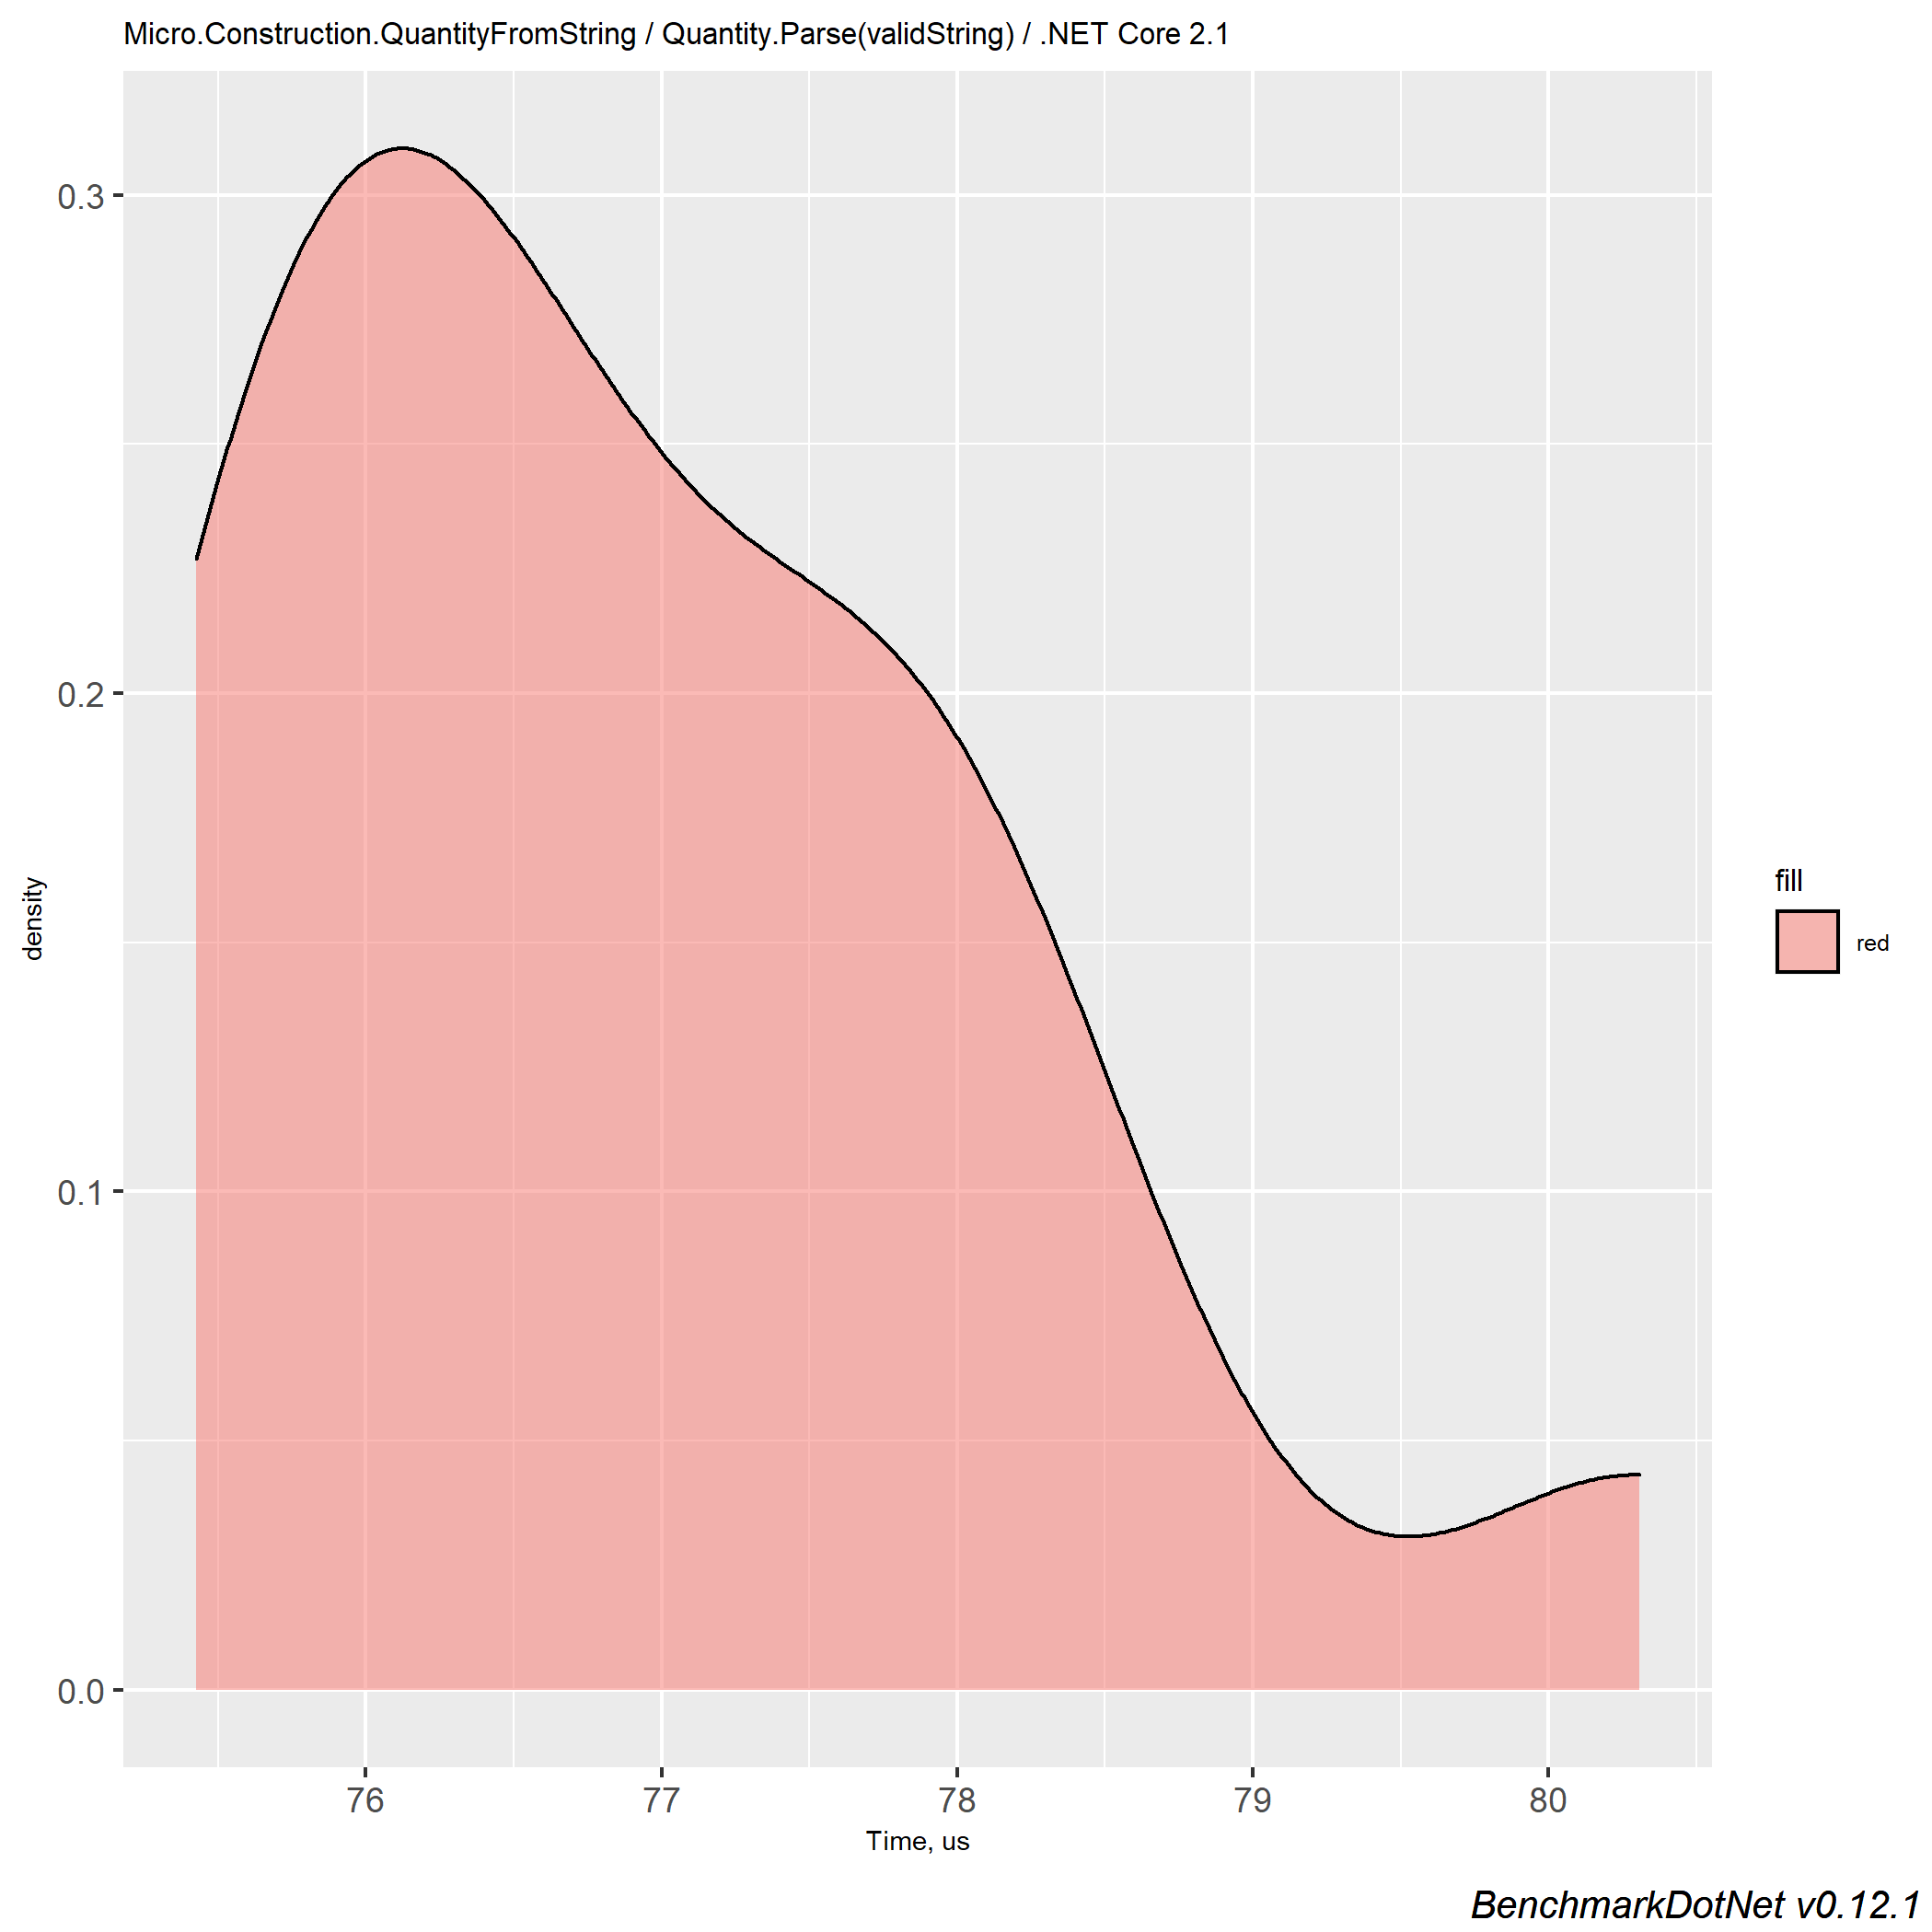 Micro.Construction.QuantityFromString / Quantity.Parse(validString) / .NET Core 2.1
0.3
0.2
0.1
0.0
density
76 77 78 79 80
Time, us
fill
red
BenchmarkDotNet v0.12.1